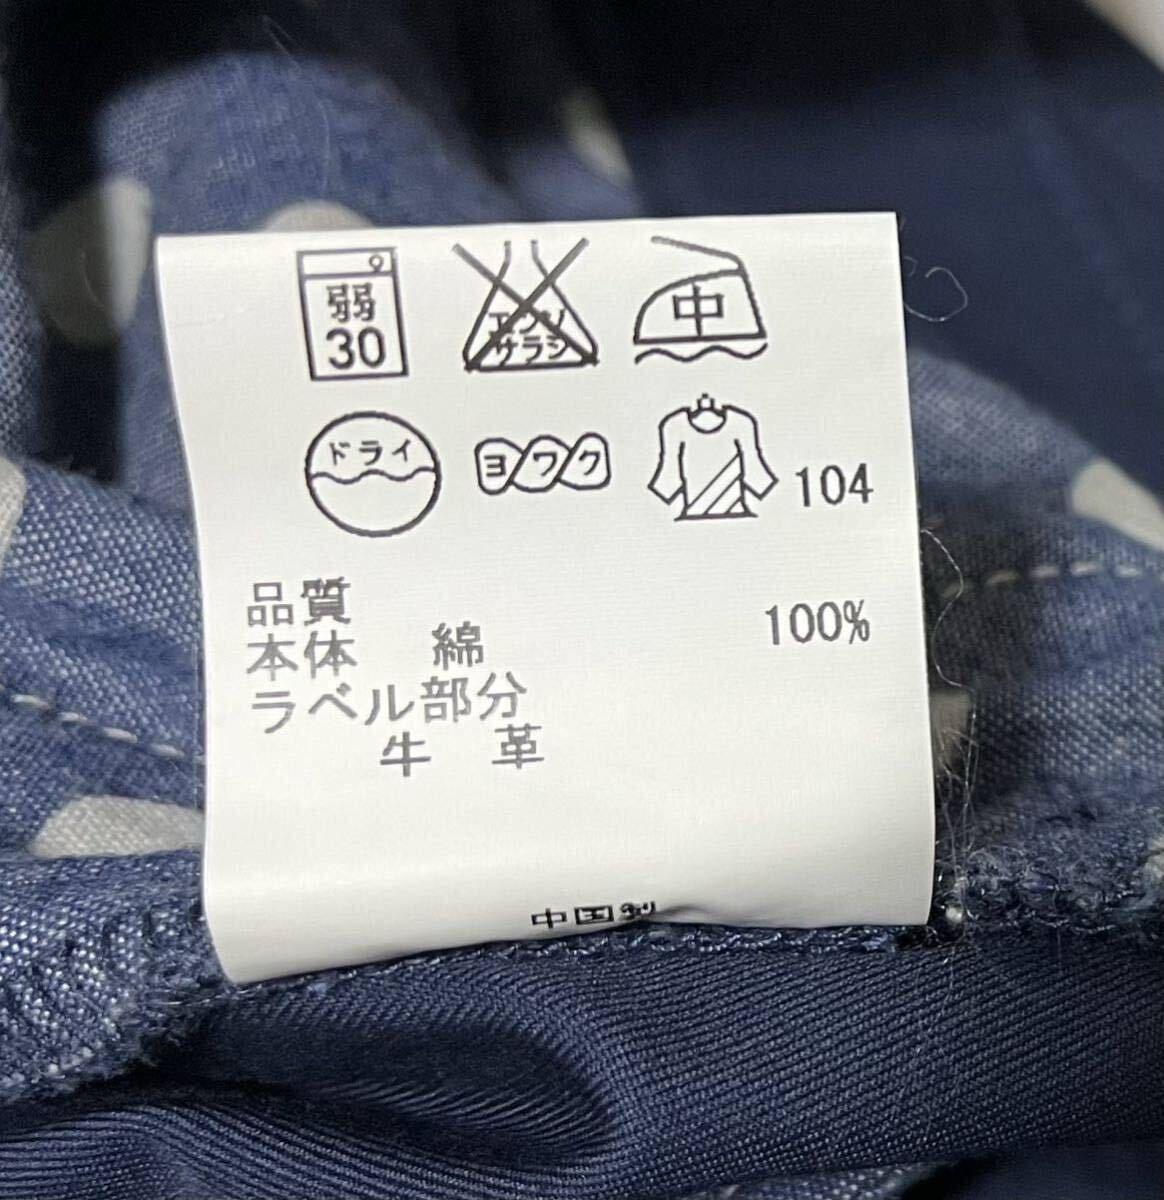 弱
30
エンソ
サラシ
中
ドライ
ヨワク
104
品質
本体 綿 100%
ラベル部分
牛 革
中国製